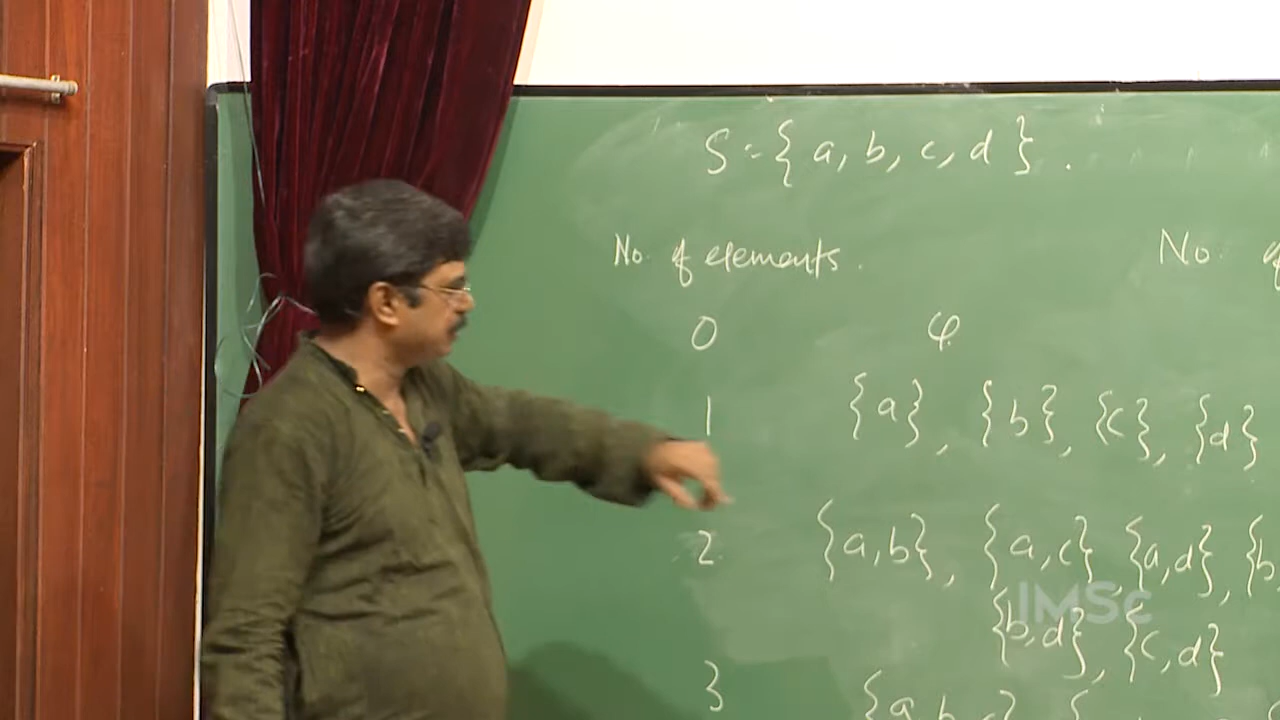 S = { a, b, c, d } .
No. of elements . No. of
0 φ
1 {a}, {b}, {c}, {d}
2 {a,b}, {a,c} {a,d}, {b,
{b,d}, {c,d}
3 {a, b, c}
IMSc